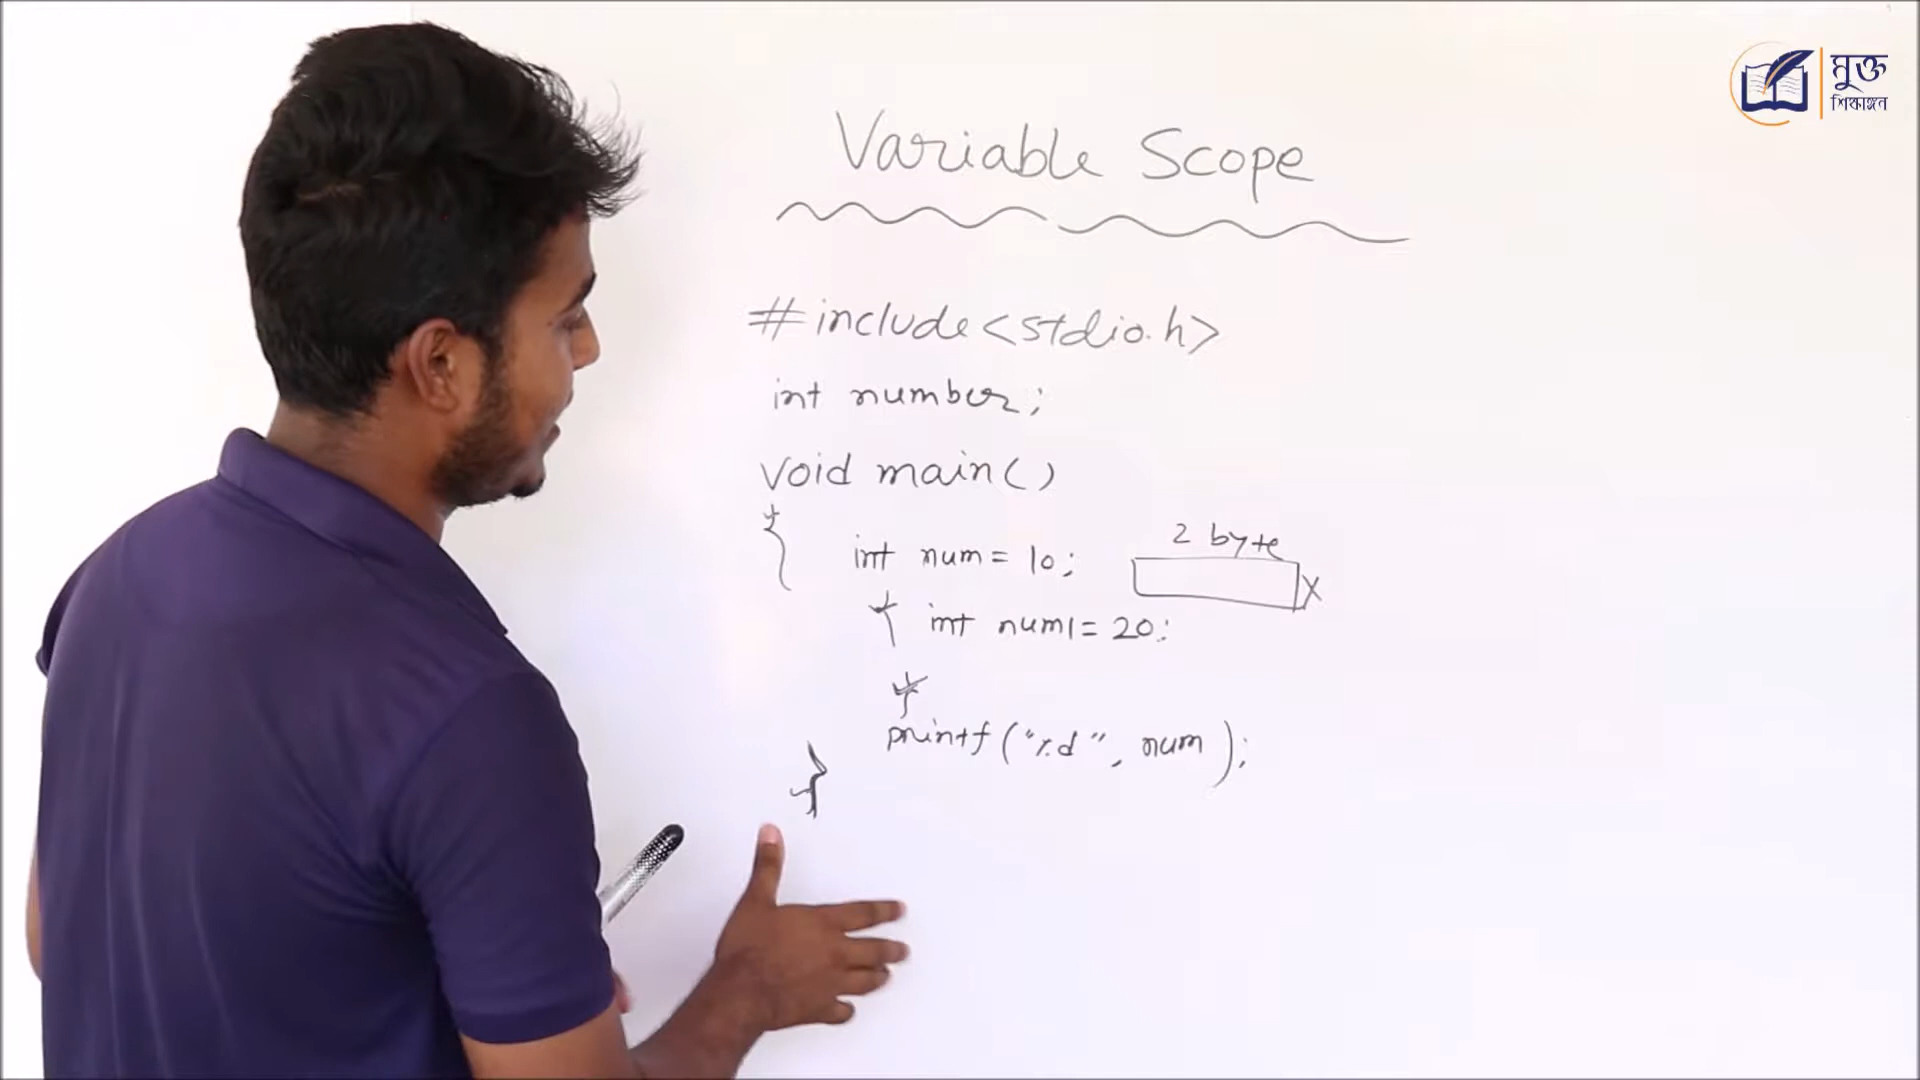 মুক্ত
শিক্ষাঙ্গন
Variable Scope
#include<stdio.h>
int number;
void main()
{
int num = 10;
2 byte
X
{ int num1 = 20;
}
printf("%d", num);
}